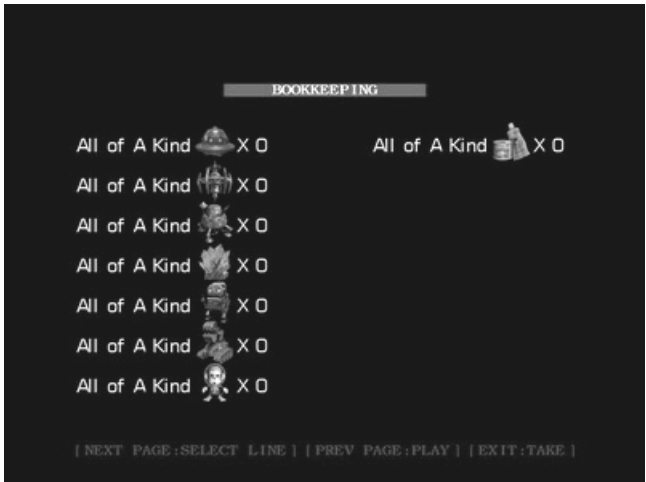 BOOKKEEPING
All of A Kind X 0 All of A Kind X 0
All of A Kind X 0
All of A Kind X 0
All of A Kind X 0
All of A Kind X 0
All of A Kind X 0
All of A Kind X 0
[ NEXT PAGE:SELECT LINE ] [ PREV PAGE:PLAY ] [ EXIT:TAKE ]